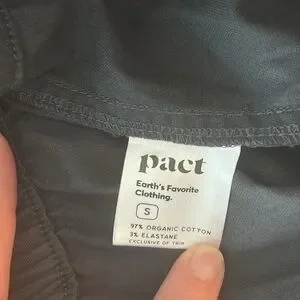 pact
Earth's Favorite
Clothing.
S
97% ORGANIC COTTON
3% ELASTANE
EXCLUSIVE OF TRIM